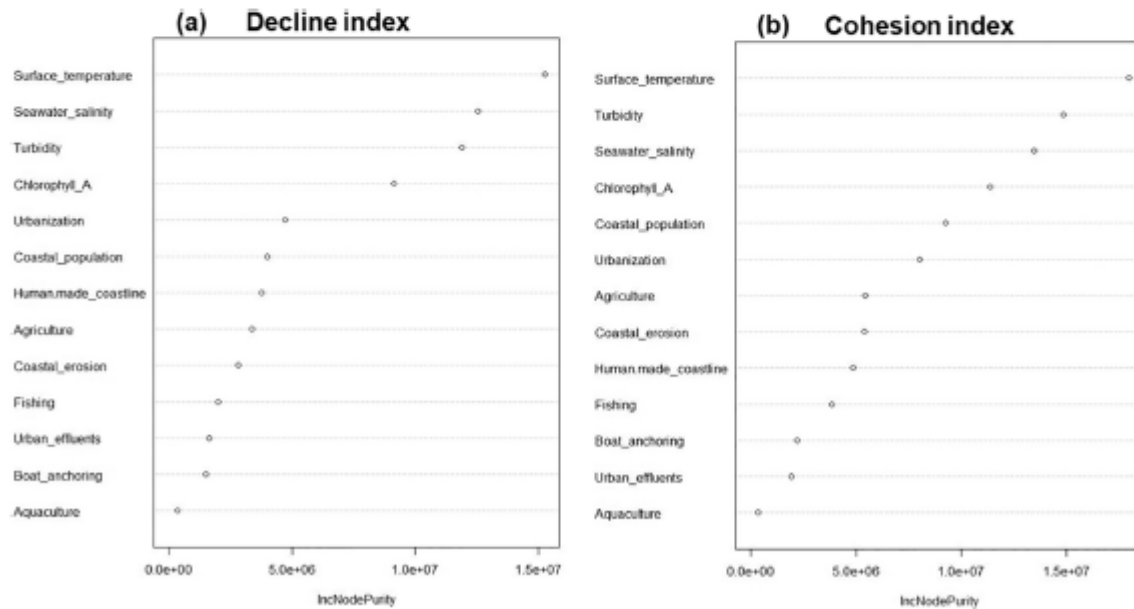 (a) Decline index
Surface_temperature
Seawater_salinity
Turbidity
Chlorophyll_A
Urbanization
Coastal_population
Human.made_coastline
.Agriculture
Coastal_erosion
Fishing
Urban_effluents
Boat_anchoring
.Aquaculture
0.0e+00 5.0e+06 1.0e+07 1.5e+07
IncNodePurity
(b) Cohesion index
Surface_temperature
Turbidity
Seawater_salinity
Chlorophyll_A
Coastal_population
Urbanization
Agriculture
Coastal_erosion
Human.made_coastline
Fishing
Boat_anchoring
Urban_effluents
Aquaculture
0.0e+00 5.0e+06 1.0e+07 1.5e+07
IncNodePurity